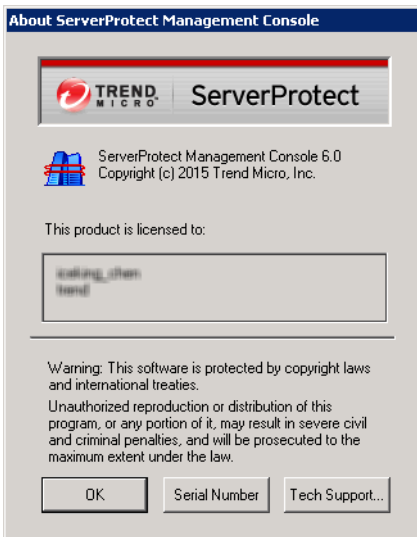 About ServerProtect Management Console
TREND MICRO ServerProtect
ServerProtect Management Console 6.0
Copyright (c) 2015 Trend Micro, Inc.
This product is licensed to:
trend
Warning: This software is protected by copyright laws
and international treaties.
Unauthorized reproduction or distribution of this
program, or any portion of it, may result in severe civil
and criminal penalties, and will be prosecuted to the
maximum extent under the law.
OK Serial Number Tech Support...